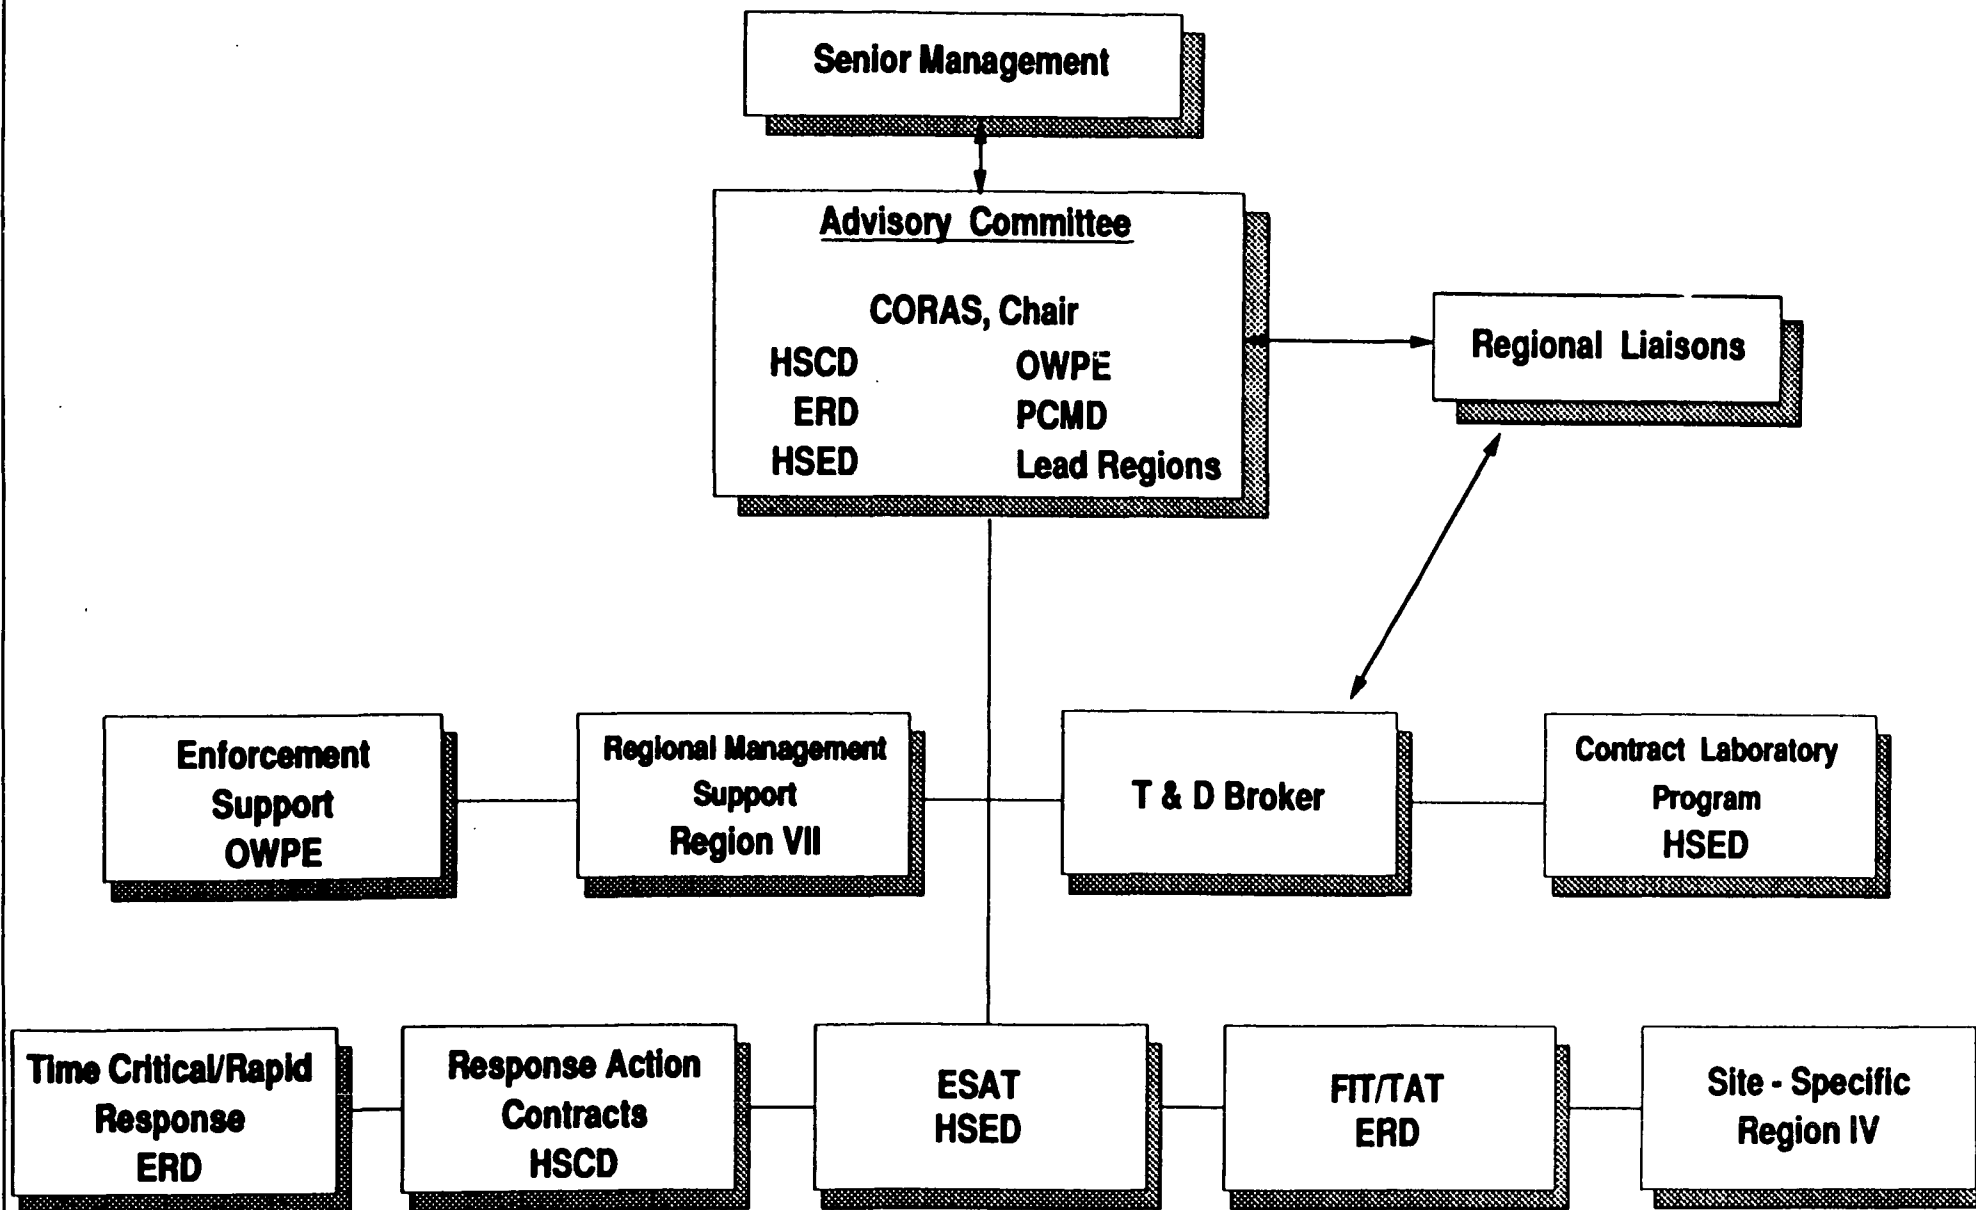 Senior Management
Advisory Committee
CORAS, Chair
HSCD OWPE
ERD PCMD
HSED Lead Regions
Regional Liaisons
Enforcement
Support
OWPE
Regional Management
Support
Region VII
T & D Broker
Contract Laboratory
Program
HSED
Time Critical/Rapid
Response
ERD
Response Action
Contracts
HSCD
ESAT
HSED
FIT/TAT
ERD
Site - Specific
Region IV